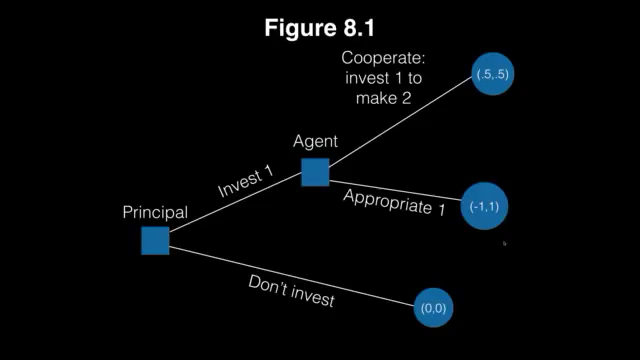 Figure 8.1
Cooperate:
invest 1 to
make 2
(.5,.5)
Agent
Invest 1
Appropriate 1
(-1,1)
Principal
Don't invest
(0,0)